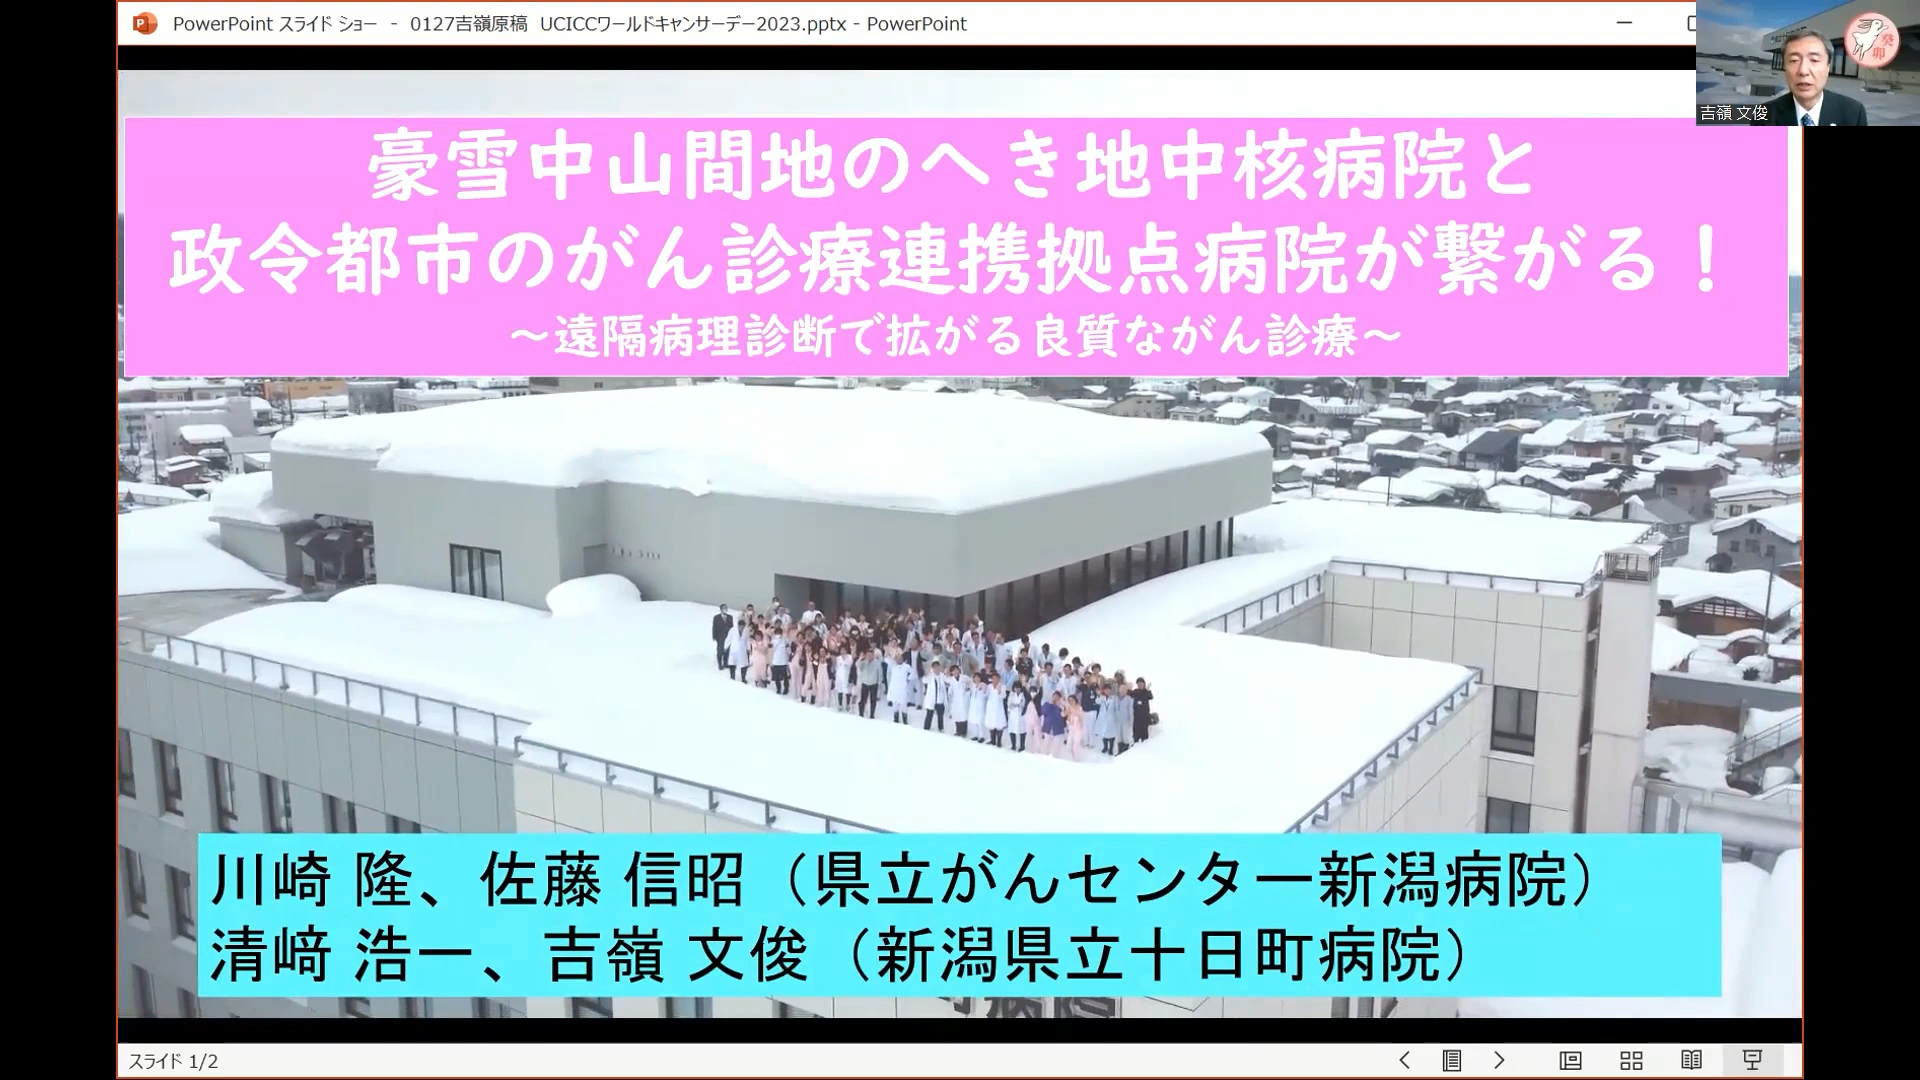 PowerPoint スライド ショー - 0127吉嶺原稿 UCICCワールドキャンサーデー2023.pptx - PowerPoint
癸卯
吉嶺 文俊
豪雪中山間地のへき地中核病院と
政令都市のがん診療連携拠点病院が繋がる！
～遠隔病理診断で拡がる良質ながん診療～
川崎 隆、佐藤 信昭（県立がんセンター新潟病院）
清﨑 浩一、吉嶺 文俊（新潟県立十日町病院）
スライド 1/2